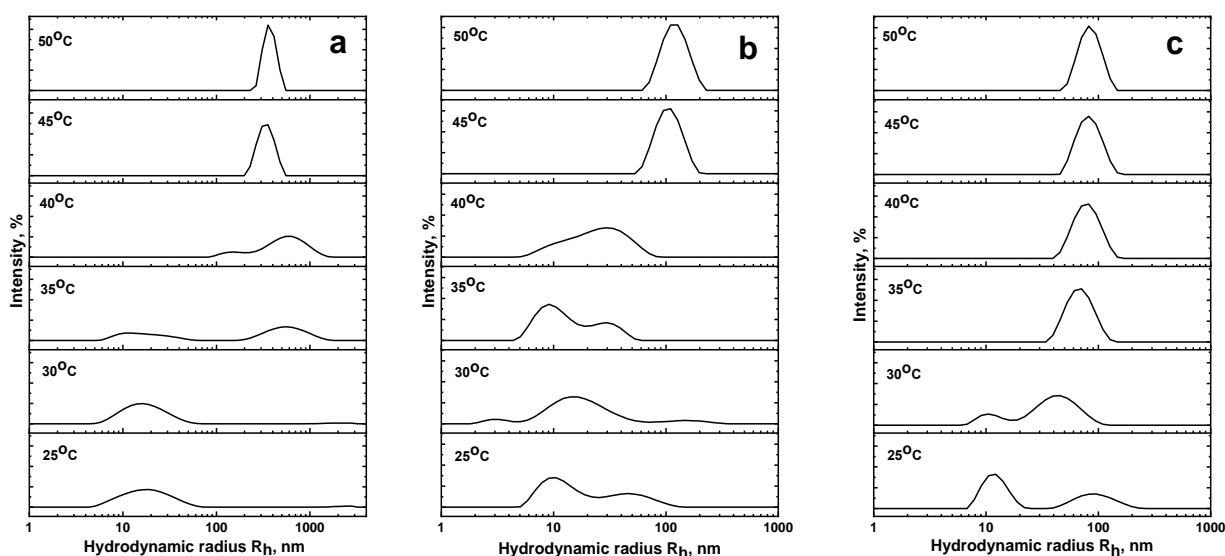 a
50°C
45°C
40°C
35°C
30°C
25°C
Intensity, %
1 10 100 1000
Hydrodynamic radius Rh, nm
b
50°C
45°C
40°C
35°C
30°C
25°C
Intensity, %
1 10 100 1000
Hydrodynamic radius Rh, nm
c
50°C
45°C
40°C
35°C
30°C
25°C
Intensity, %
1 10 100 1000
Hydrodynamic radius Rh, nm